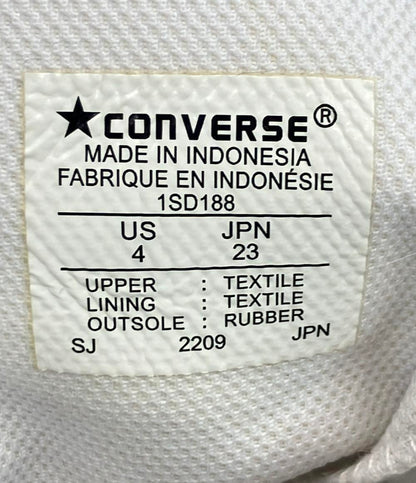 ★CONVERSE®
MADE IN INDONESIA
FABRIQUE EN INDONÉSIE
1SD188
US JPN
4 23
UPPER : TEXTILE
LINING : TEXTILE
OUTSOLE : RUBBER
SJ 2209 JPN